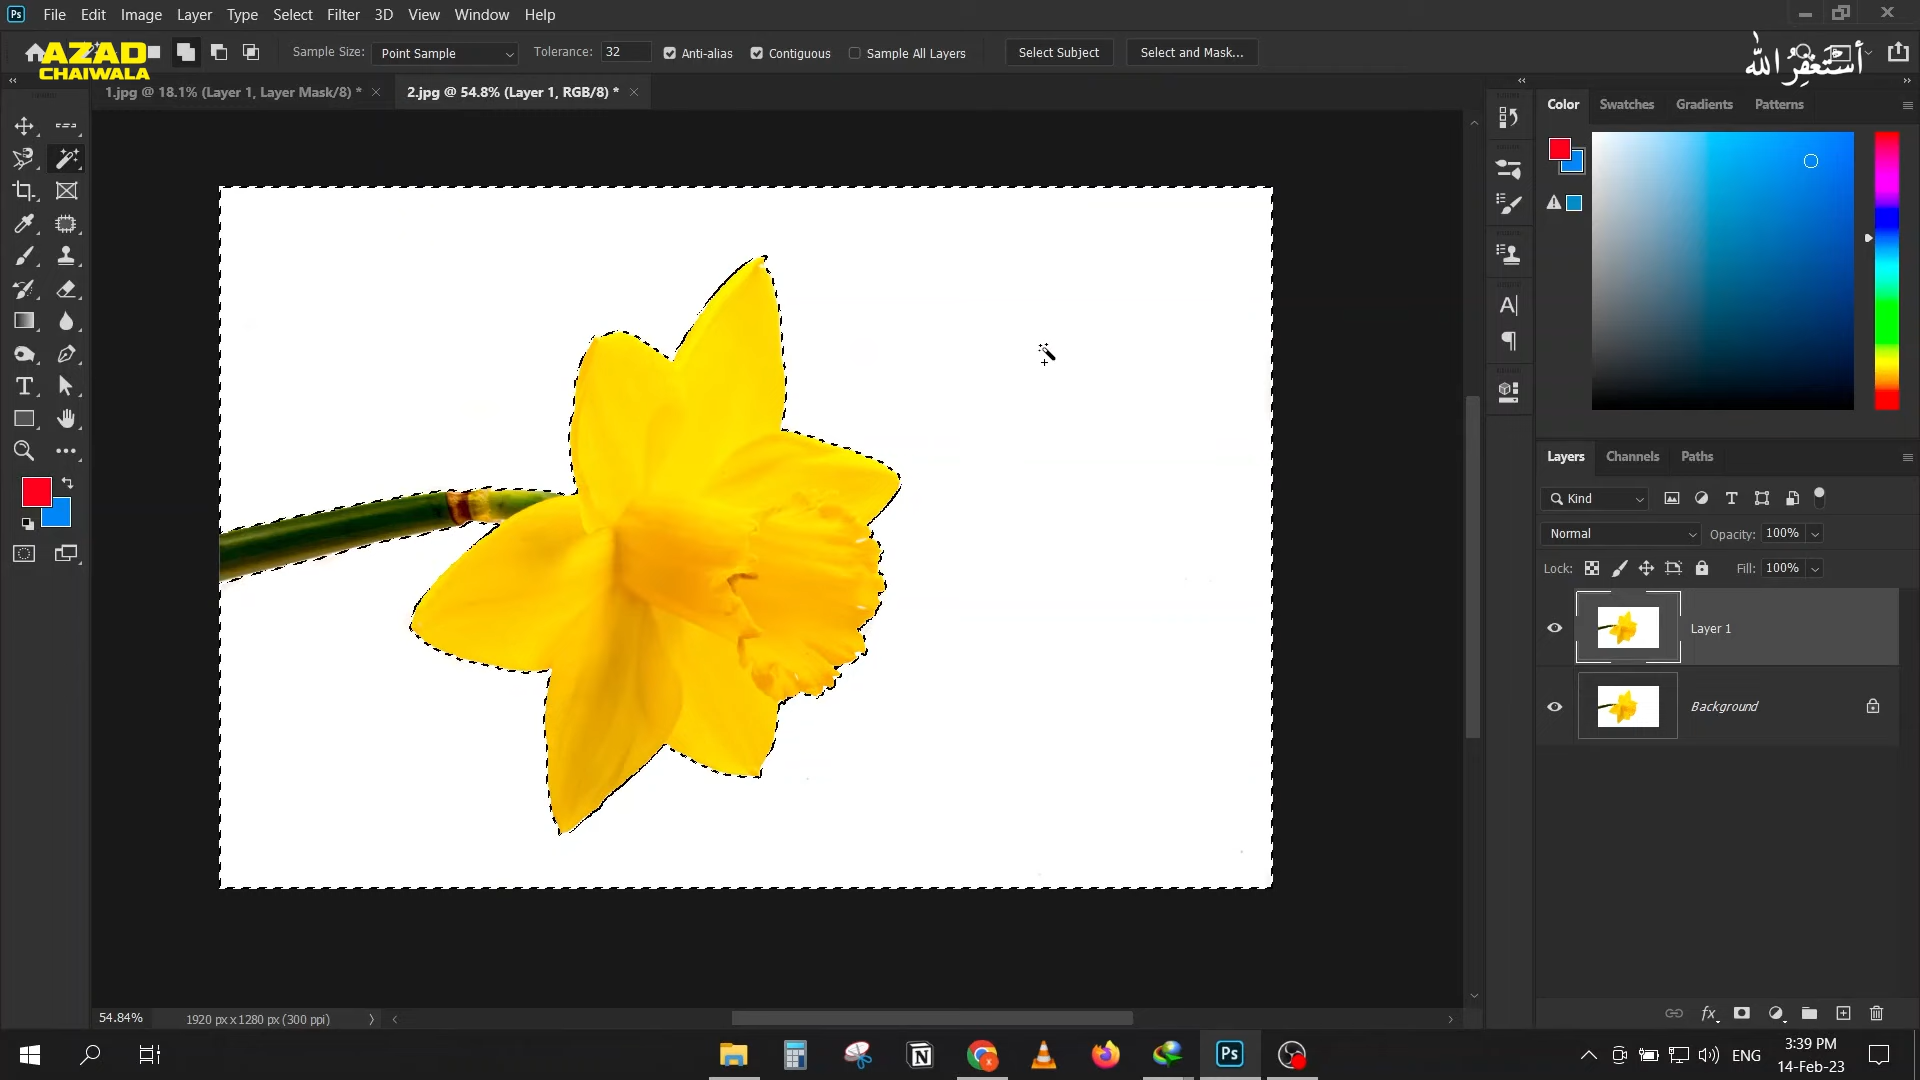 Ps File Edit Image Layer Type Select Filter 3D View Window Help
AZAD
CHAIWALA
Sample Size: Point Sample Tolerance: 32 Anti-alias Contiguous Sample All Layers Select Subject Select and Mask...
أستغفر الله
1.jpg @ 18.1% (Layer 1, Layer Mask/8) * 2.jpg @ 54.8% (Layer 1, RGB/8) *
Color Swatches Gradients Patterns
Layers Channels Paths
Kind
Normal Opacity: 100%
Lock: Fill: 100%
Layer 1
Background
54.84% 1920 px x 1280 px (300 ppi)
Ps ENG 3:39 PM
14-Feb-23